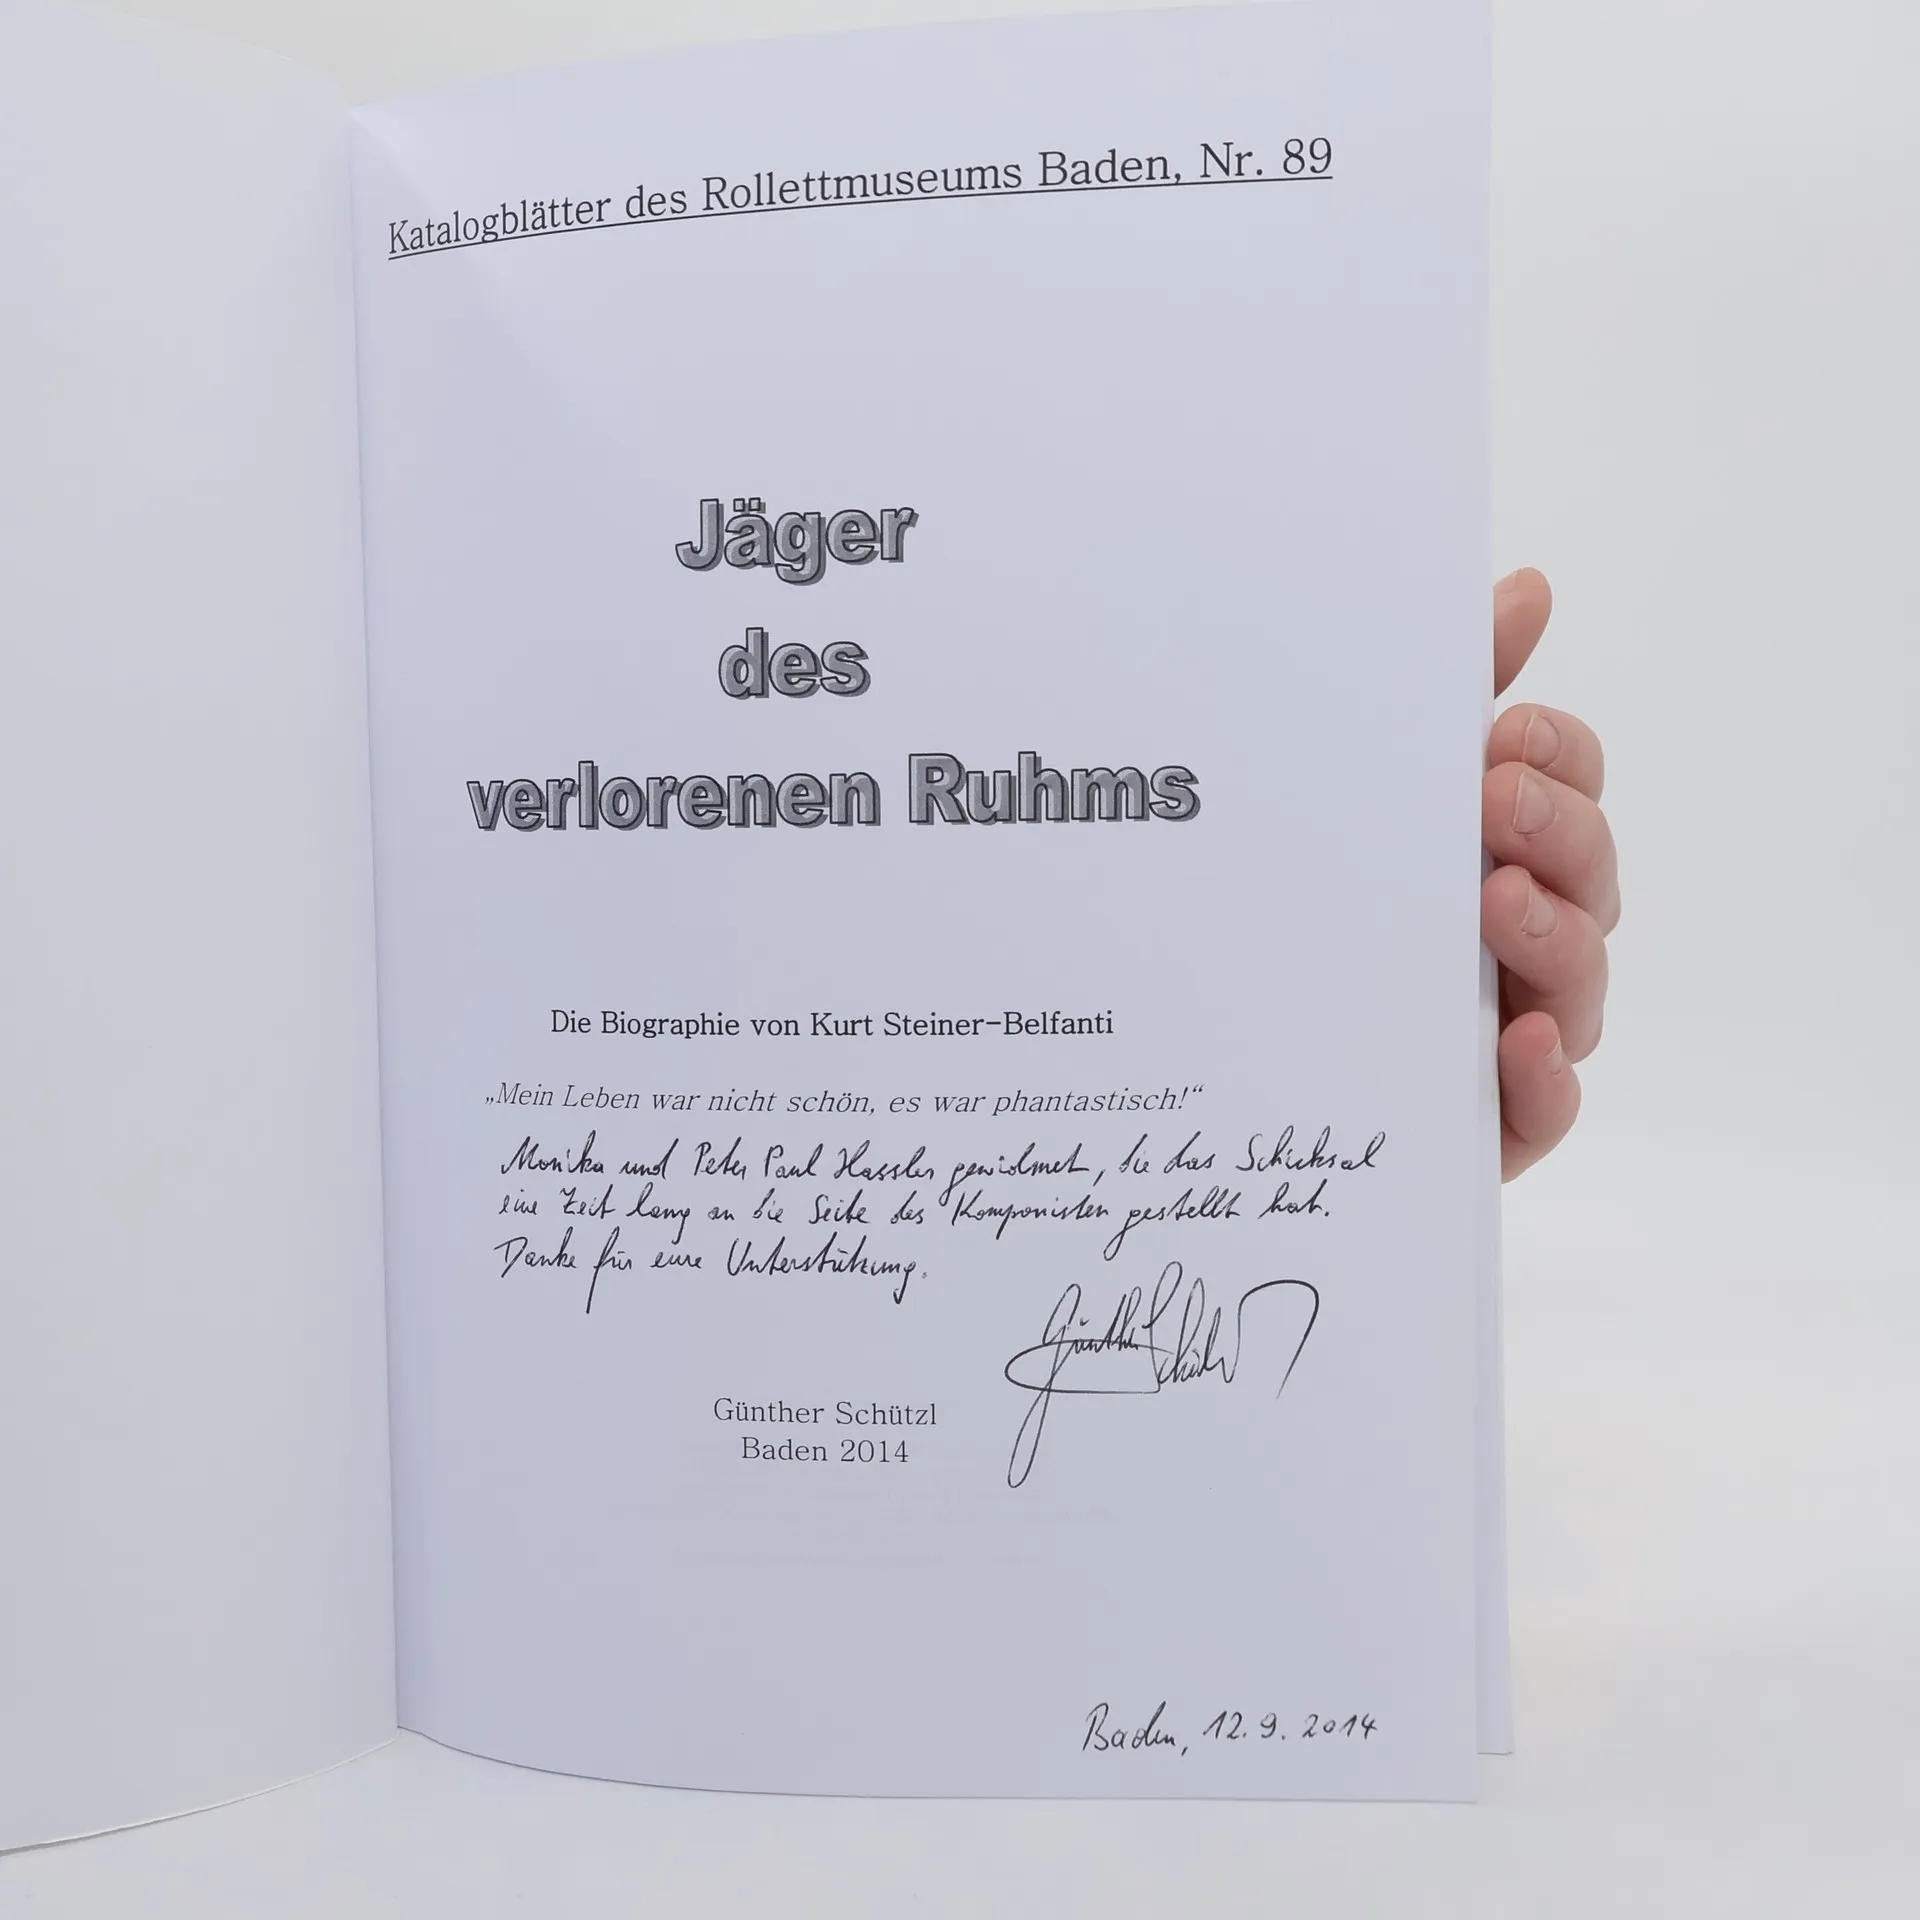 Katalogblätter des Rollettmuseums Baden, Nr. 89
Jäger
des
verlorenen Ruhms
Die Biographie von Kurt Steiner-Belfanti
„Mein Leben war nicht schön, es war phantastisch!“
Monika und Peter Paul Hassler gewidmet, die das Schicksal
eine Zeit lang an die Seite des Komponisten gestellt hat.
Danke für eure Unterstützung.
Günther Schützl
Günther Schützl
Baden 2014
Baden, 12. 9. 2014